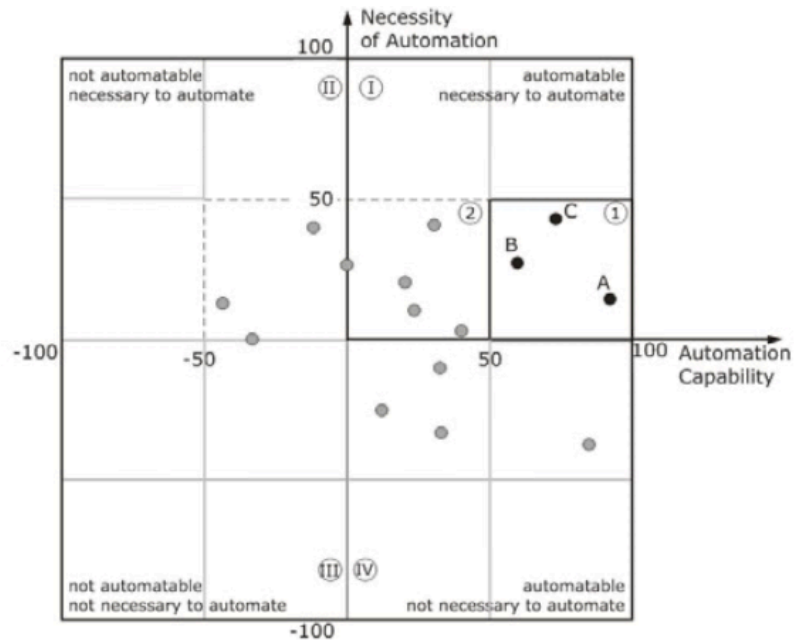 Necessity
of Automation
100
not automatable
necessary to automate
II
I
automatable
necessary to automate
50
2
C
1
B
A
-100
-50
50
100
Automation
Capability
III
IV
not automatable
not necessary to automate
automatable
not necessary to automate
-100